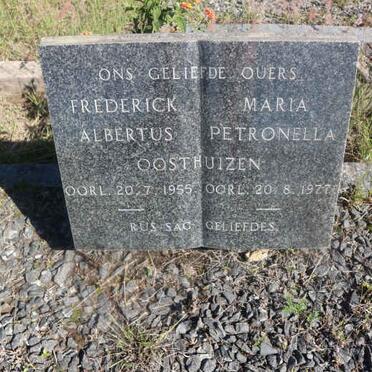 ONS GELIEFDE OUERS
FREDERICK MARIA
ALBERTUS PETRONELLA
OOSTHUIZEN
OORL. 20.7.1955 OORL. 20.8.1977
RUS SAG GELIEFDES.